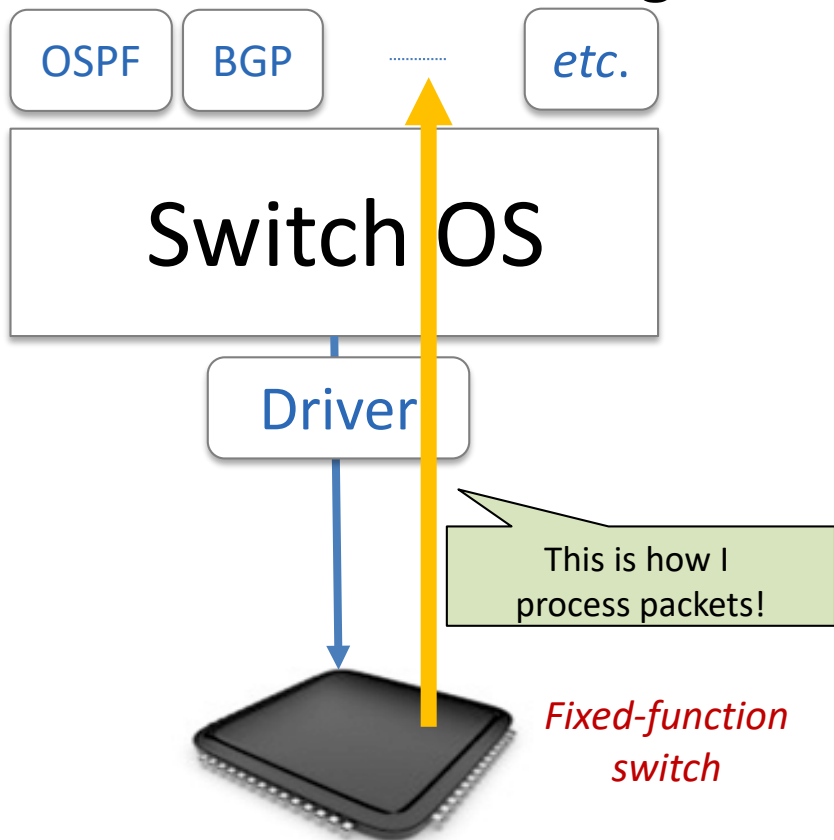 OSPF BGP ............ etc.
Switch OS
Driver
This is how I
process packets!
Fixed-function
switch